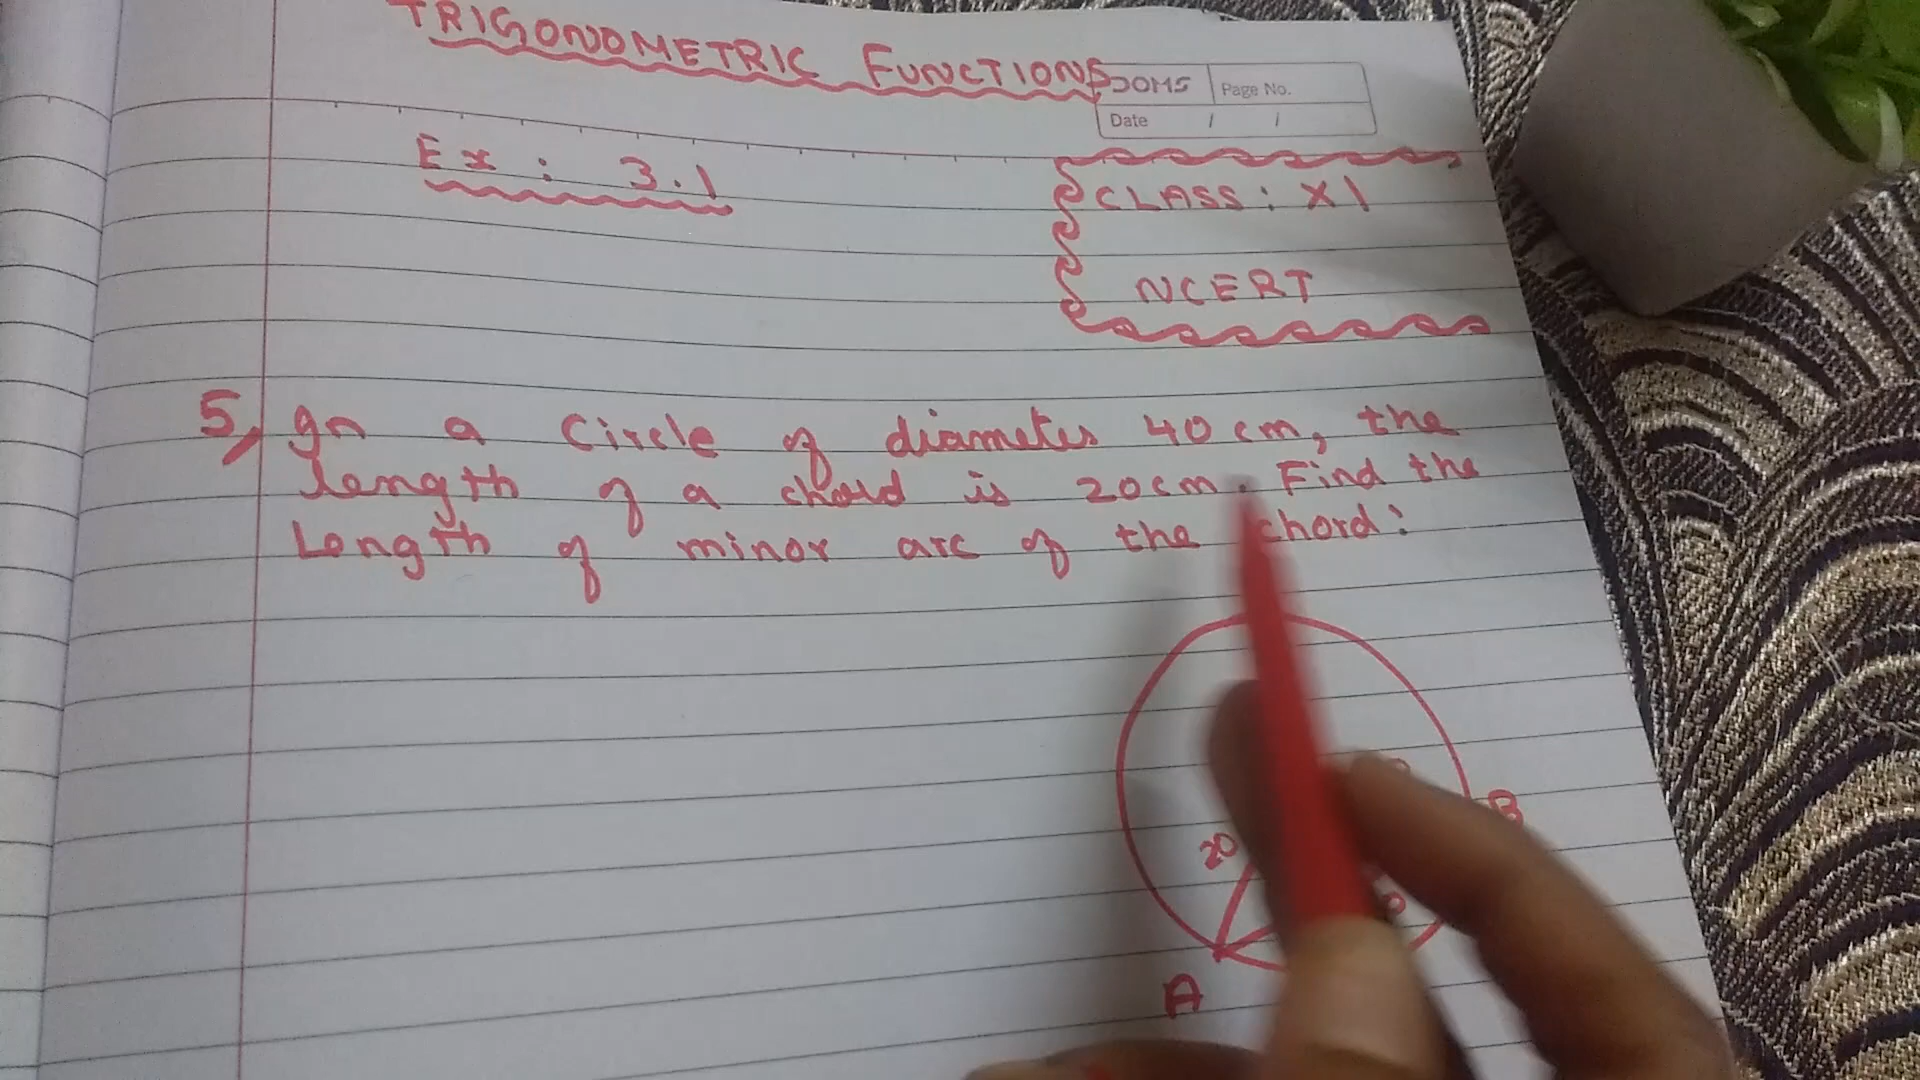 TRIGONOMETRIC FUNCTIONS
DOMS Page No.
Date / /
Ex : 3.1
CLASS : XI
NCERT
5, In a circle of diameter 40 cm, the
length of a chord is 20cm. Find the
Length of minor arc of the chord:
B
20
A